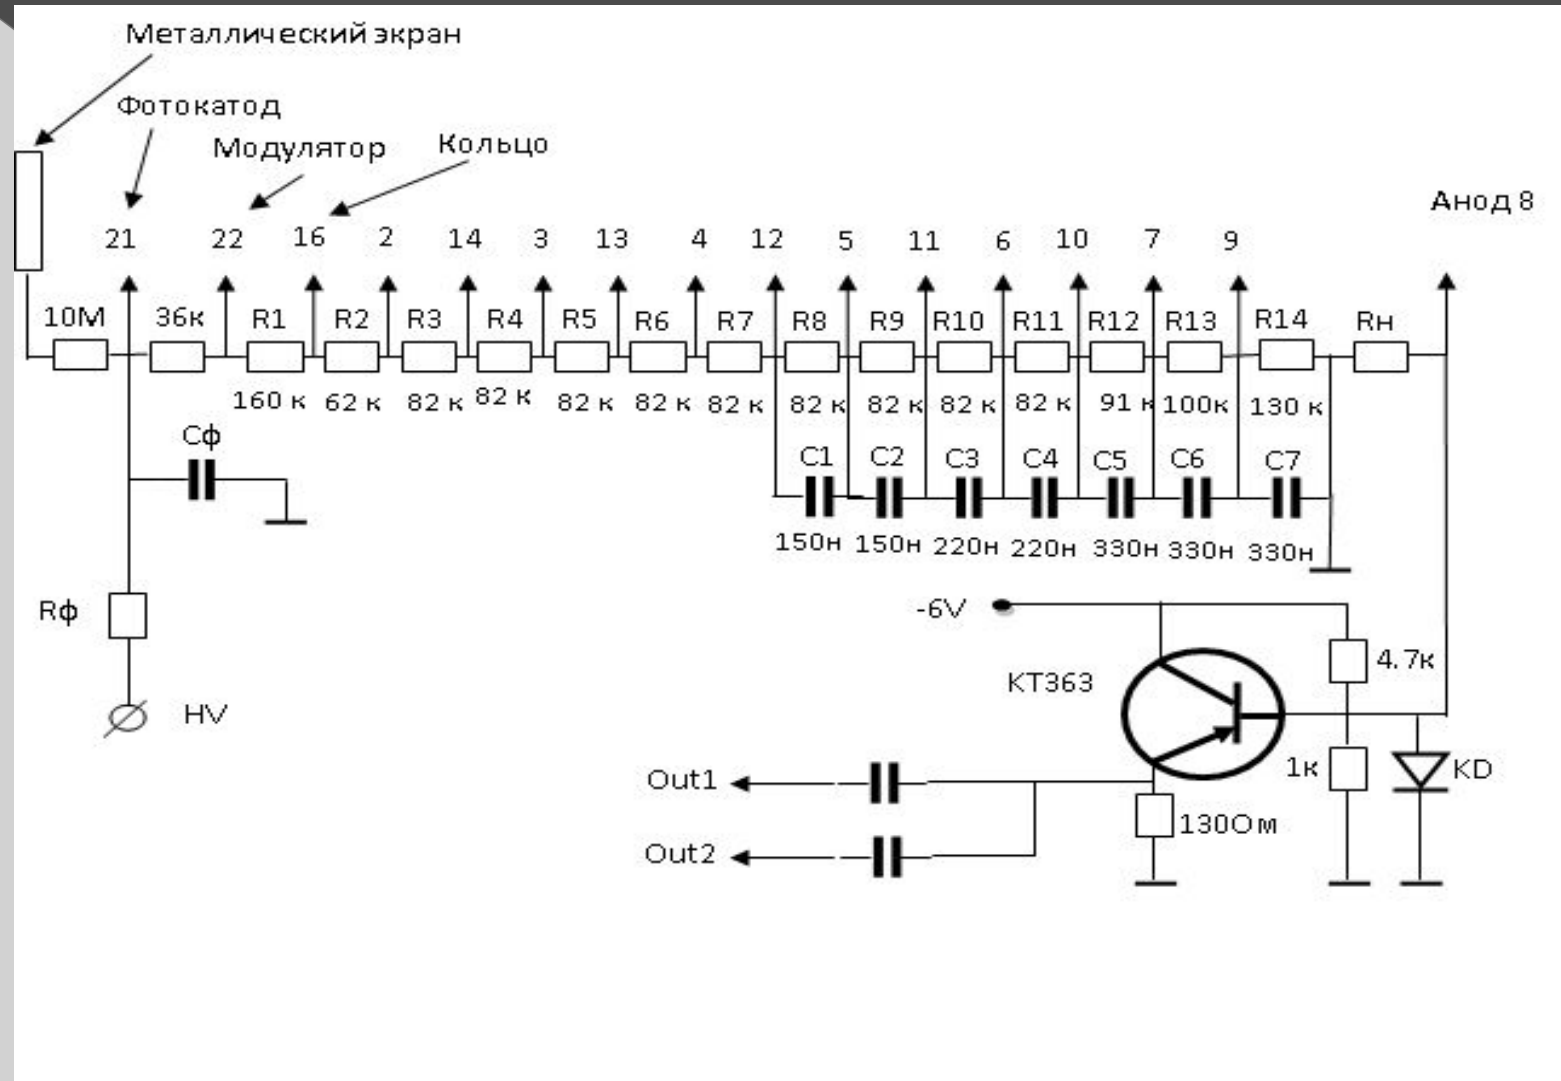 Металлический экран
Фотокатод
Модулятор
Кольцо
Анод 8
21 22 16 2 14 3 13 4 12 5 11 6 10 7 9
10М 36к R1 R2 R3 R4 R5 R6 R7 R8 R9 R10 R11 R12 R13 R14 Rн
160 к 62 к 82 к 82 к 82 к 82 к 82 к 82 к 82 к 82 к 82 к 91 к 100к 130 к
Сф
C1 C2 C3 C4 C5 C6 C7
150н 150н 220н 220н 330н 330н 330н
Rф
-6V
4.7к
КТ363
HV
1к
KD
Out1
130Ом
Out2